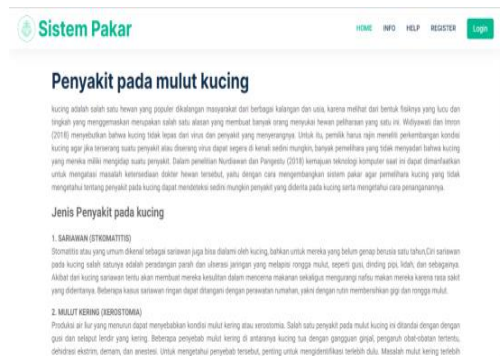 Sistem Pakar
HOME INFO HELP REGISTER Login
Penyakit pada mulut kucing
kucing adalah salah satu hewan yang populer dikalangan masyarakat dari berbagai kalangan dan usia, karena melihat dari bentuk fisiknya yang lucu dan
tingkah yang menggemaskan merupakan salah satu alasan yang membuat banyak orang menyukai hewan peliharaan yang satu ini. Widyawati dan Imron
(2018) menyebutkan bahwa kucing tidak lepas dari virus dan penyakit yang menyerangnya. Untuk itu, pemilik harus rajin meneliti perkembangan kondisi
kucing agar jika terserang suatu penyakit atau diserang virus dapat segera di kenali sedini mungkin, banyak pemelihara yang tidak menyadari bahwa kucing
yang mereka miliki mengidap suatu penyakit. Dalam penelitian Nurdiawan dan Pangestu (2018) kemajuan teknologi komputer saat ini dapat dimanfaatkan
untuk mengatasi masalah ketersediaan dokter hewan tersebut, yaitu dengan cara mengembangkan sistem pakar agar pemelihara kucing yang tidak
mengetahui tentang penyakit pada kucing dapat mendeteksi sedini mungkin penyakit yang diderita pada kucing serta mengetahui cara penanganannya.
Jenis Penyakit pada kucing
1. SARIAWAN (STKOMATITIS)
Stomatitis atau yang umum dikenal sebagai sariawan juga bisa dialami oleh kucing, bahkan untuk mereka yang belum genap berusia satu tahun,Ciri sariawan
pada kucing salah satunya adalah peradangan parah dan ulserasi jaringan yang melapisi rongga mulut, seperti gusi, dinding pipi, lidah, dan sebagainya.
Akibat dari kucing sariawan tentu akan membuat mereka kesulitan dalam mencerna makanan sekaligus mengurangi nafsu makan mereka karena rasa sakit
yang dideritanya. Beberapa kasus sariawan ringan dapat ditangani dengan perawatan rumahan, yakni dengan rutin membersihkan gigi dan rongga mulut.
2. MULUT KERING (XEROSTOMIA)
Produksi air liur yang menurun dapat menyebabkan kondisi mulut kering atau xerostomia. Salah satu penyakit pada mulut kucing ini ditandai dengan dengan
gusi dan selaput lendir yang kering. Beberapa penyebab mulut kering di antaranya kucing tua dengan gangguan ginjal, pengaruh obat-obatan tertentu,
dehidrasi ekstrim, demam, dan anestesi. Untuk mengetahui penyebab tersebut, penting untuk mengidentifikasi terlebih dulu. Masalah mulut kering terlebih